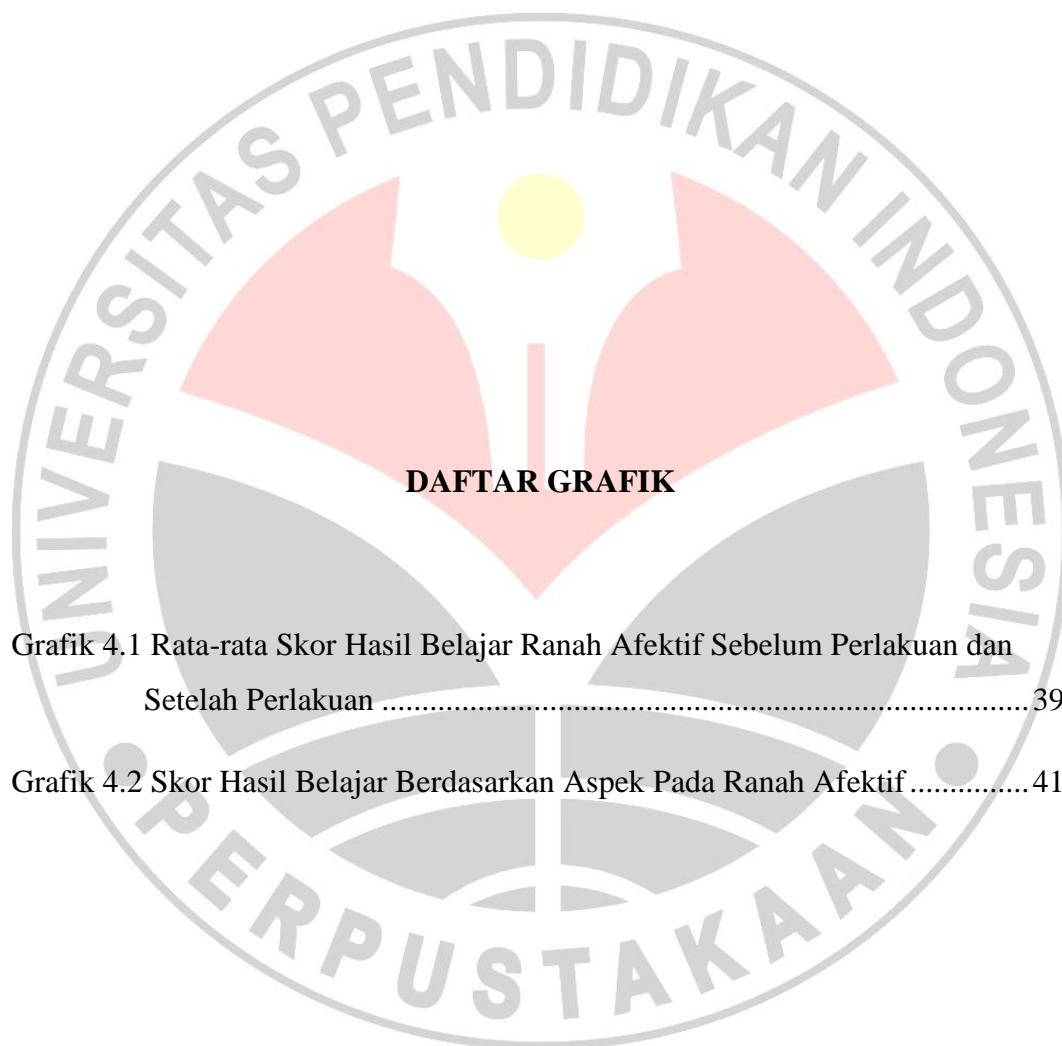 UNIVERSITAS PENDIDIKAN INDONESIA
DAFTAR GRAFIK
Grafik 4.1 Rata-rata Skor Hasil Belajar Ranah Afektif Sebelum Perlakuan dan
Setelah Perlakuan ................................................................................. 39
Grafik 4.2 Skor Hasil Belajar Berdasarkan Aspek Pada Ranah Afektif ............... 41
PERPUSTAKAAN